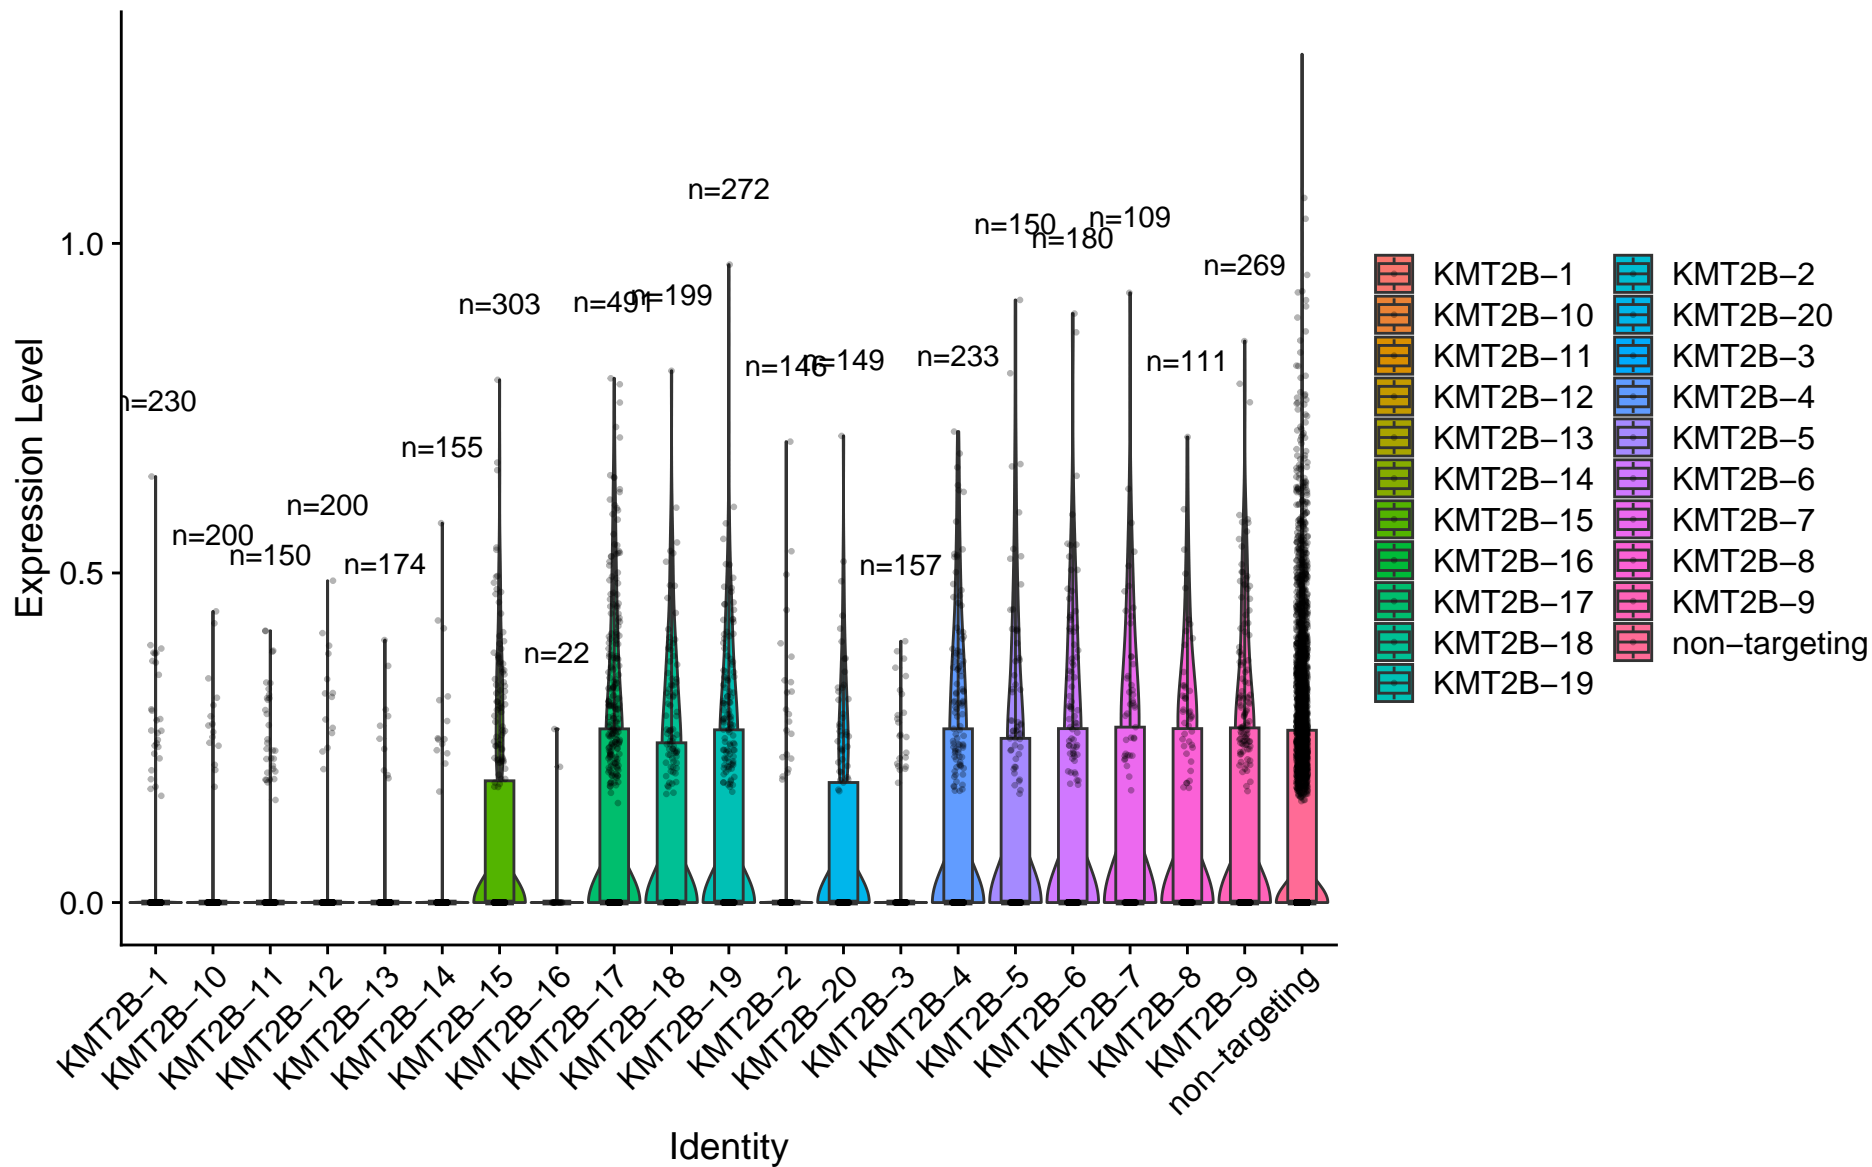 Expression Level
1.0
0.5
0.0
n=230
n=200
n=150
n=200
n=174
n=155
n=303
n=22
n=491
n=199
n=272
n=146
n=149
n=157
n=233
n=150
n=180
n=109
n=111
n=269
KMT2B−1
KMT2B−10
KMT2B−11
KMT2B−12
KMT2B−13
KMT2B−14
KMT2B−15
KMT2B−16
KMT2B−17
KMT2B−18
KMT2B−19
KMT2B−2
KMT2B−20
KMT2B−3
KMT2B−4
KMT2B−5
KMT2B−6
KMT2B−7
KMT2B−8
KMT2B−9
non−targeting
Identity
KMT2B−1
KMT2B−10
KMT2B−11
KMT2B−12
KMT2B−13
KMT2B−14
KMT2B−15
KMT2B−16
KMT2B−17
KMT2B−18
KMT2B−19
KMT2B−2
KMT2B−20
KMT2B−3
KMT2B−4
KMT2B−5
KMT2B−6
KMT2B−7
KMT2B−8
KMT2B−9
non−targeting